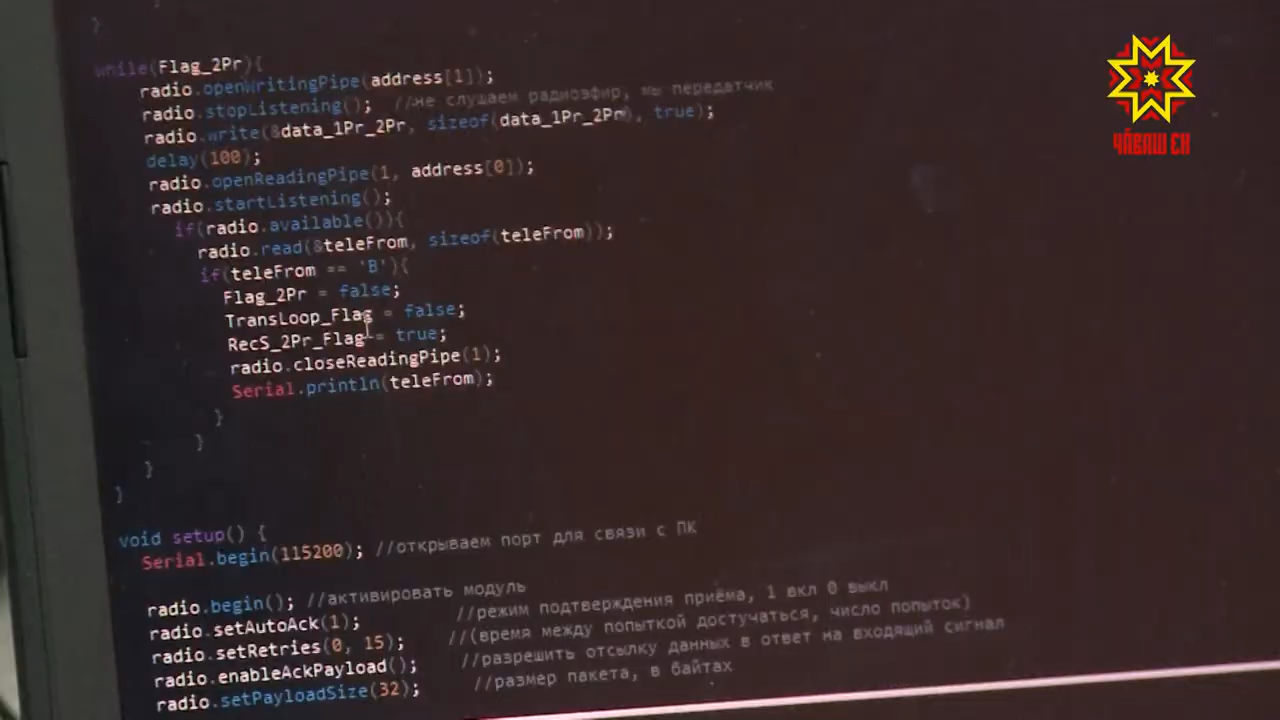 }
while(Flag_2Pr){
radio.openWritingPipe(address[1]);
radio.stopListening(); //не слушаем радиоэфир, мы передатчик
radio.write(&data_1Pr_2Pr, sizeof(data_1Pr_2Pr), true);
delay(100);
radio.openReadingPipe(1, address[0]);
radio.startListening();
if(radio.available()){
radio.read(&teleFrom, sizeof(teleFrom));
if(teleFrom == 'B'){
Flag_2Pr = false;
TransLoop_Flag = false;
RecS_2Pr_Flag = true;
radio.closeReadingPipe(1);
Serial.println(teleFrom);
}
}
}
}
void setup() {
Serial.begin(115200); //открываем порт для связи с ПК
radio.begin(); //активировать модуль
radio.setAutoAck(1); //режим подтверждения приёма, 1 вкл 0 выкл
radio.setRetries(0, 15); //(время между попыткой достучаться, число попыток)
radio.enableAckPayload(); //разрешить отсылку данных в ответ на входящий сигнал
radio.setPayloadSize(32); //размер пакета, в байтах
ЧӐВАШ ЕН